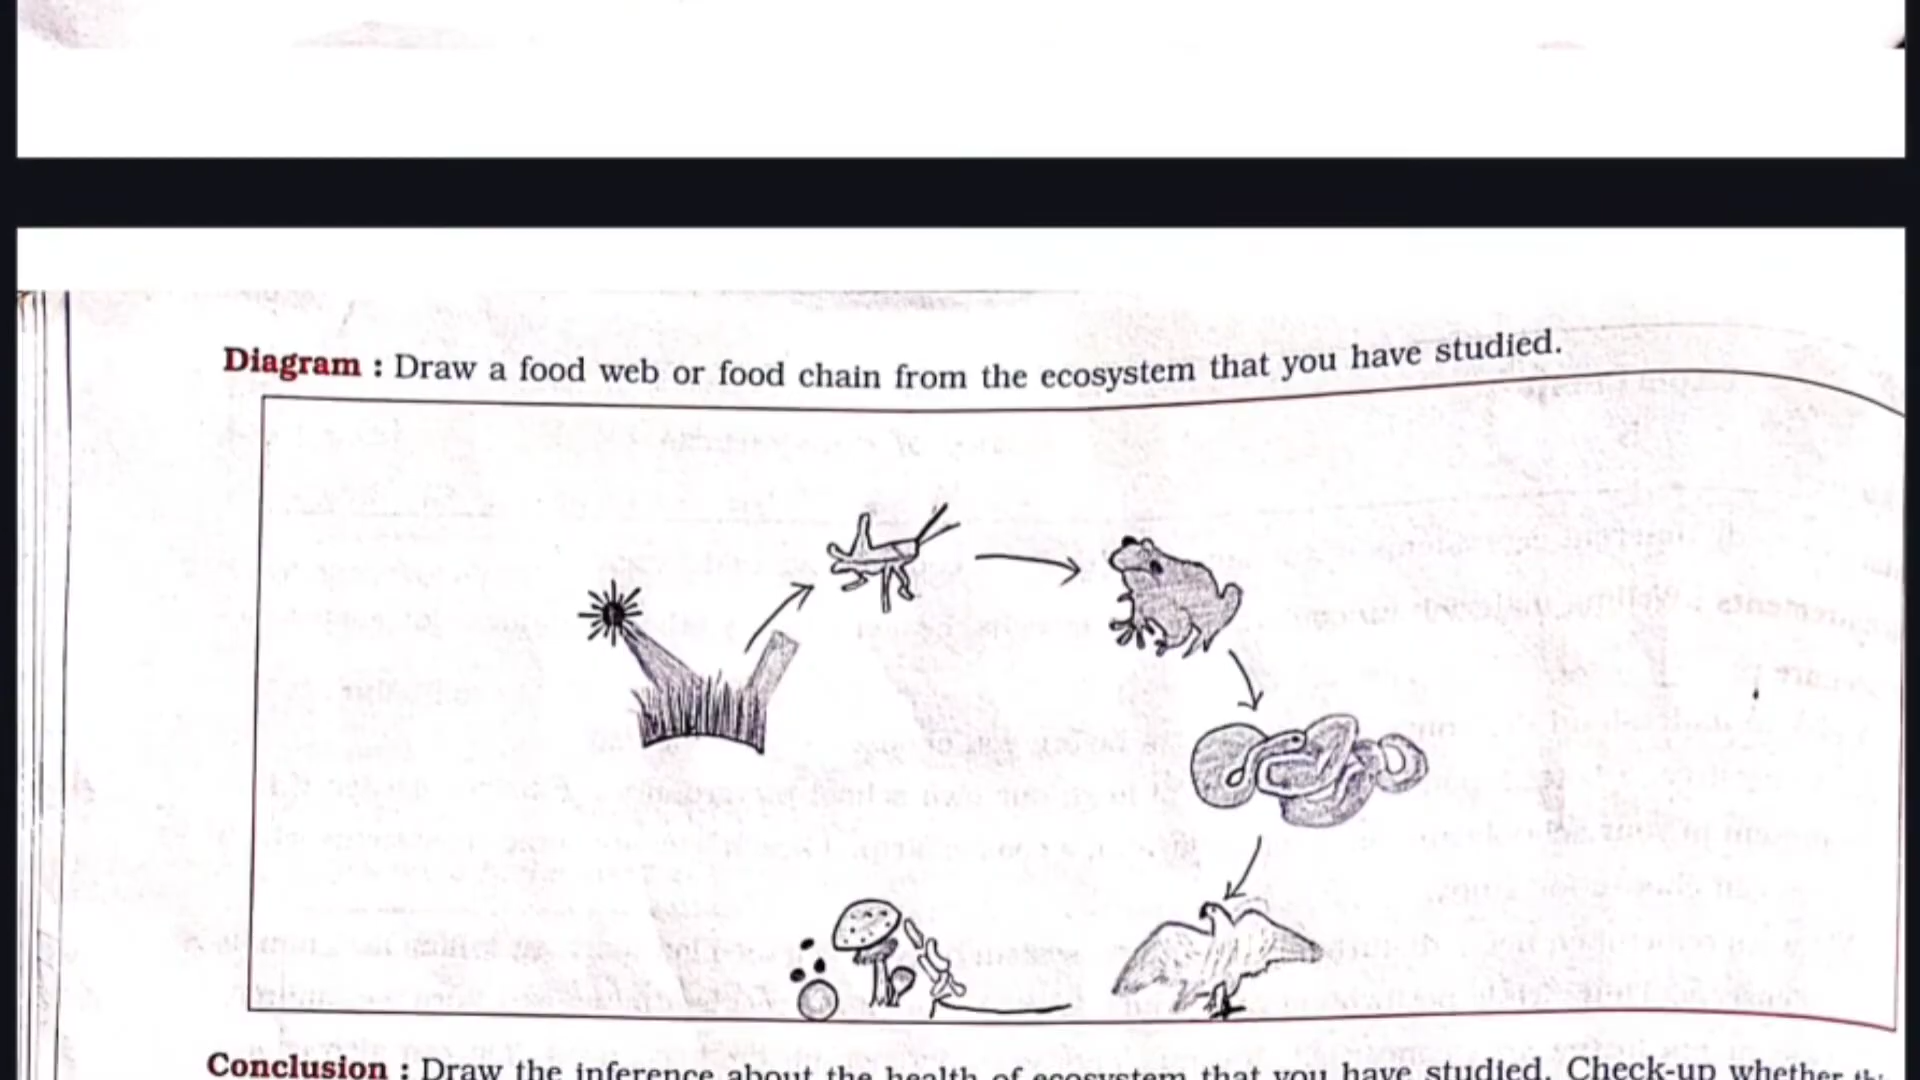 Diagram : Draw a food web or food chain from the ecosystem that you have studied.
Conclusion : Draw the inference about the health of ecosystem that you have studied. Check-up whether